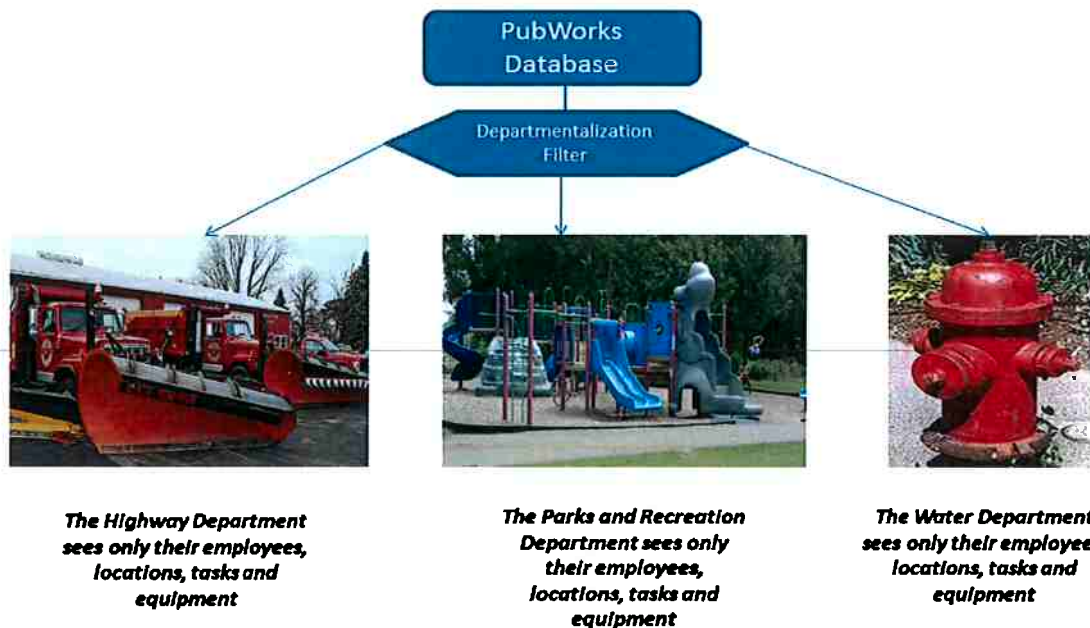 PubWorks
Database
Departmentalization
Filter
The Highway Department
sees only their employees,
locations, tasks and
equipment
The Parks and Recreation
Department sees only
their employees,
locations, tasks and
equipment
The Water Department
sees only their employee
locations, tasks and
equipment